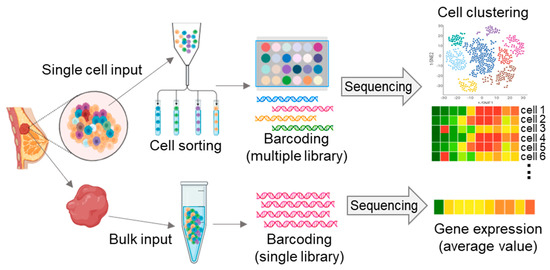 Cell clustering
Single cell input
Sequencing
Cell sorting
Barcoding
(multiple library)
cell 1
cell 2
cell 3
cell 4
cell 5
cell 6
Bulk input
Barcoding
(single library)
Sequencing
Gene expression
(average value)